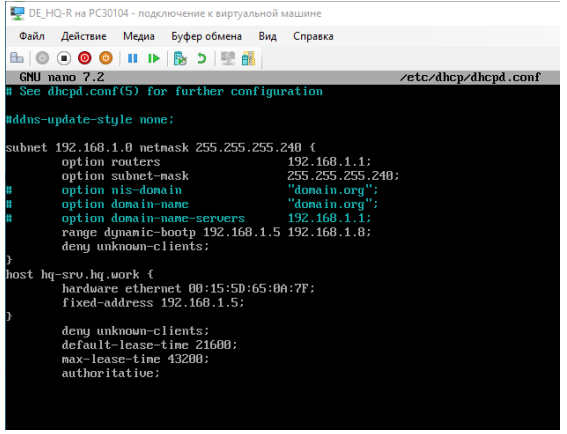 DE_HQ-R на PC30104 - подключение к виртуальной машине
Файл Действие Медиа Буфер обмена Вид Справка
GNU nano 7.2 /etc/dhcp/dhcpd.conf
# See dhcpd.conf(5) for further configuration
#ddns-update-style none;
subnet 192.168.1.0 netmask 255.255.255.240 {
option routers 192.168.1.1;
option subnet-mask 255.255.255.240;
# option nis-domain "domain.org";
# option domain-name "domain.org";
# option domain-name-servers 192.168.1.1;
range dynamic-bootp 192.168.1.5 192.168.1.8;
deny unknown-clients;
}
host hq-srv.hq.work {
hardware ethernet 00:15:5D:65:0A:7F;
fixed-address 192.168.1.5;
}
deny unknown-clients;
default-lease-time 21600;
max-lease-time 43200;
authoritative;